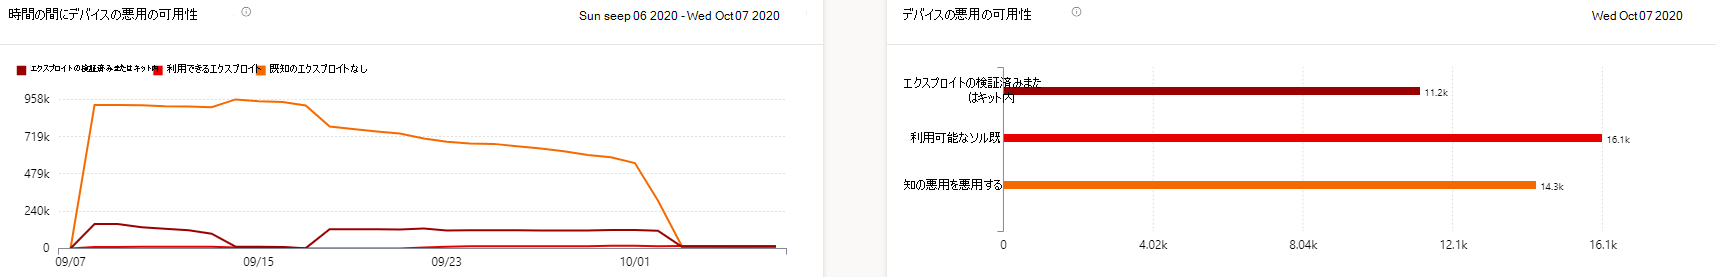 時間の間にデバイスの悪用の可用性
Sun seep 06 2020 - Wed Oct 07 2020
エクスプロイトの検証済みまたはキット内 利用できるエクスプロイト 既知のエクスプロイトなし
958k
719k
479k
240k
0
09/07 09/15 09/23 10/01
デバイスの悪用の可用性
Wed Oct 07 2020
エクスプロイトの検証済みまた
はキット内
11.2k
利用可能なソル既
16.1k
知の悪用を悪用する
14.3k
0 4.02k 8.04k 12.1k 16.1k